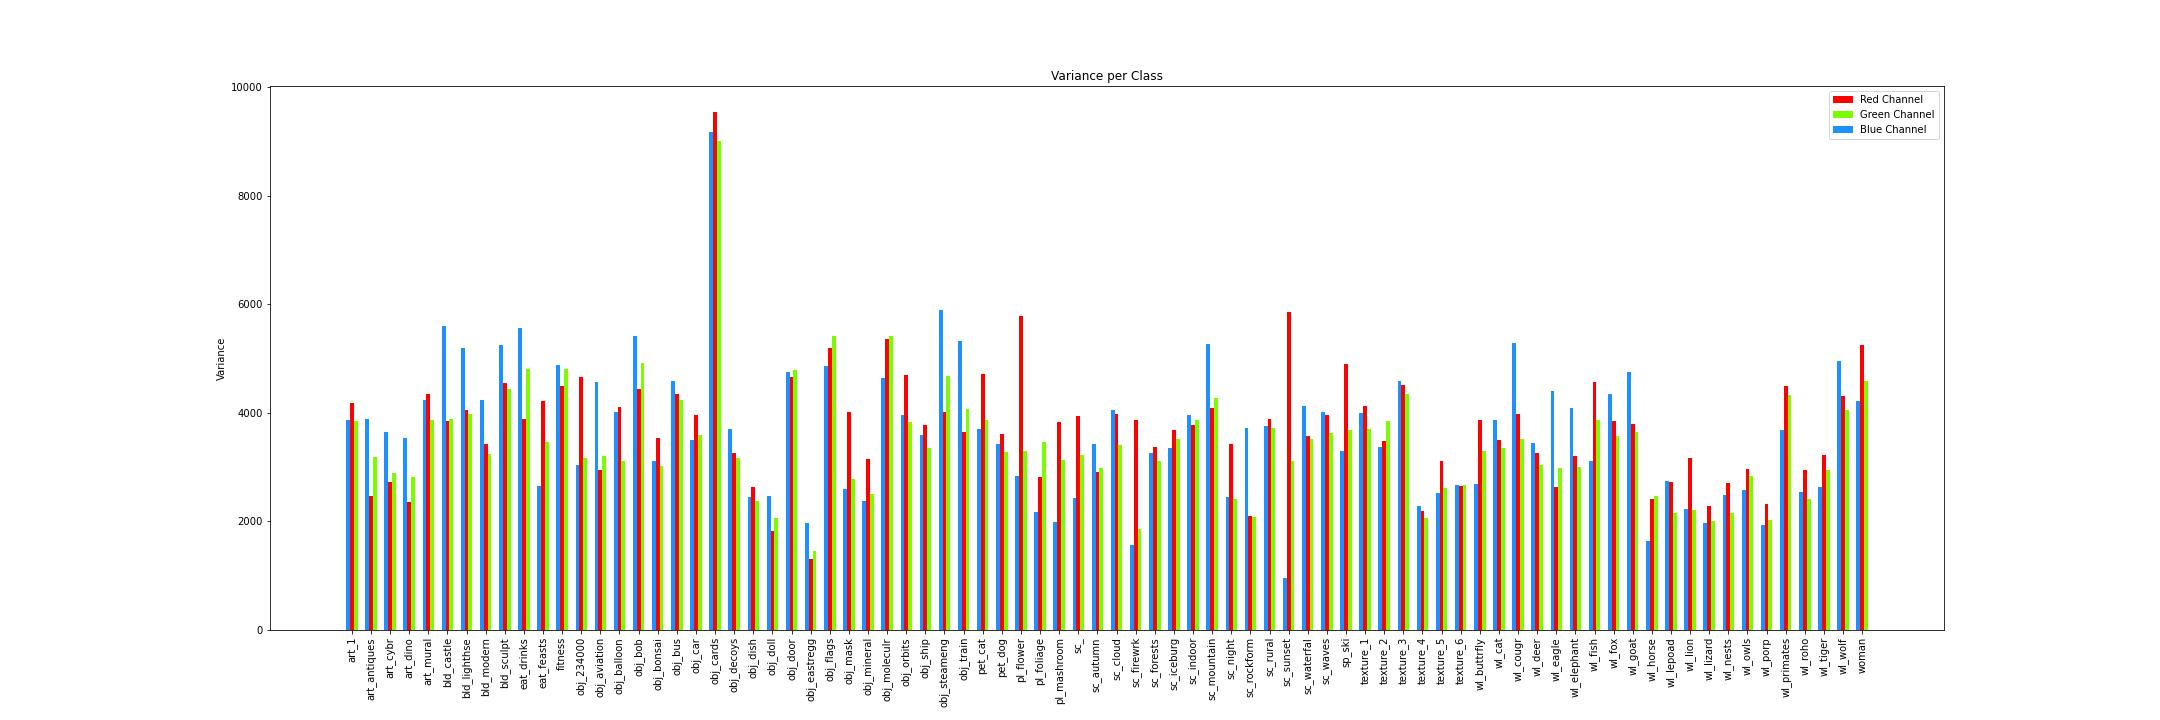 Variance per Class
10000
8000
6000
4000
2000
0
Variance
Red Channel
Green Channel
Blue Channel
art_1
art_antiques
art_cybr
art_dino
art_mural
bld_castle
bld_lighthse
bld_modern
bld_sculpt
eat_drinks
eat_feasts
fitness
obj_234000
obj_aviation
obj_balloon
obj_bob
obj_bonsai
obj_bus
obj_car
obj_cards
obj_decoys
obj_dish
obj_doll
obj_door
obj_eastregg
obj_flags
obj_mask
obj_mineral
obj_moleculr
obj_orbits
obj_ship
obj_steameng
obj_train
pet_cat
pet_dog
pl_flower
pl_foliage
pl_mashroom
sc_
sc_autumn
sc_cloud
sc_firewrk
sc_forests
sc_iceburg
sc_indoor
sc_mountain
sc_night
sc_rockform
sc_rural
sc_sunset
sc_waterfal
sc_waves
sp_ski
texture_1
texture_2
texture_3
texture_4
texture_5
texture_6
wl_buttrfly
wl_cat
wl_cougr
wl_deer
wl_eagle
wl_elephant
wl_fish
wl_fox
wl_goat
wl_horse
wl_lepoad
wl_lion
wl_lizard
wl_nests
wl_owls
wl_porp
wl_primates
wl_roho
wl_tiger
wl_wolf
woman